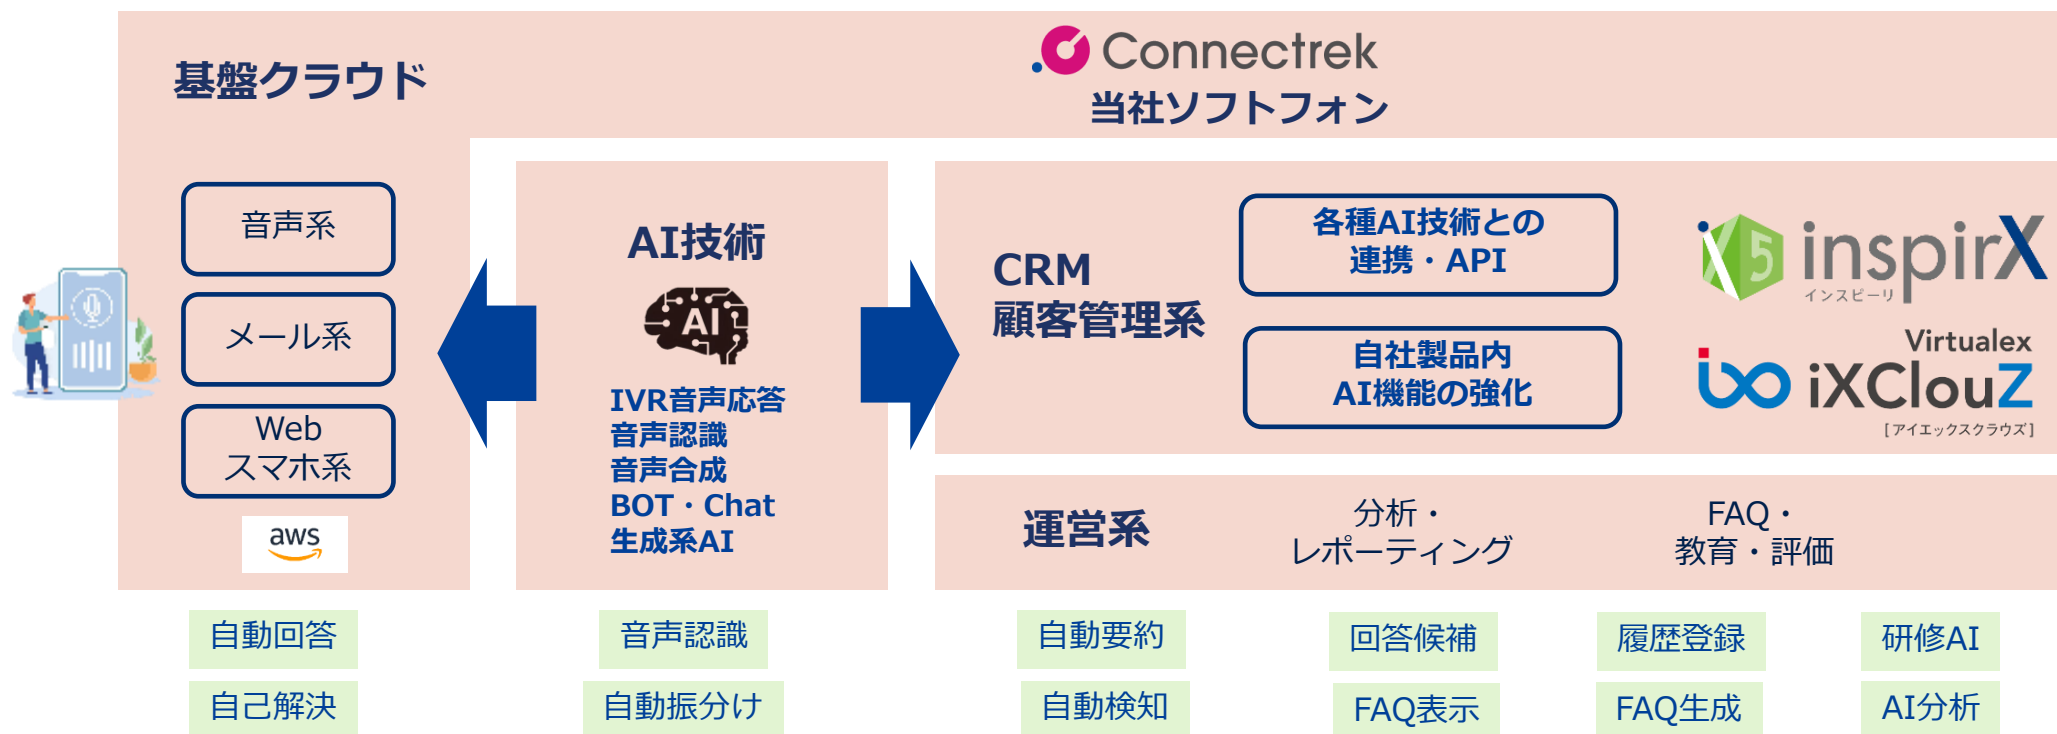 基盤クラウド
Connectrek
当社ソフトフォン
音声系
メール系
Web
スマホ系
aws
AI技術
AI
IVR音声応答
音声認識
音声合成
BOT・Chat
生成系AI
CRM
顧客管理系
各種AI技術との
連携・API
自社製品内
AI機能の強化
iX5 inspirX
インスピーリ
Virtualex
iXClouZ
[アイエックスクラウズ]
運営系
分析・
レポーティング
FAQ・
教育・評価
自動回答
音声認識
自動要約
回答候補
履歴登録
研修AI
自己解決
自動振分け
自動検知
FAQ表示
FAQ生成
AI分析